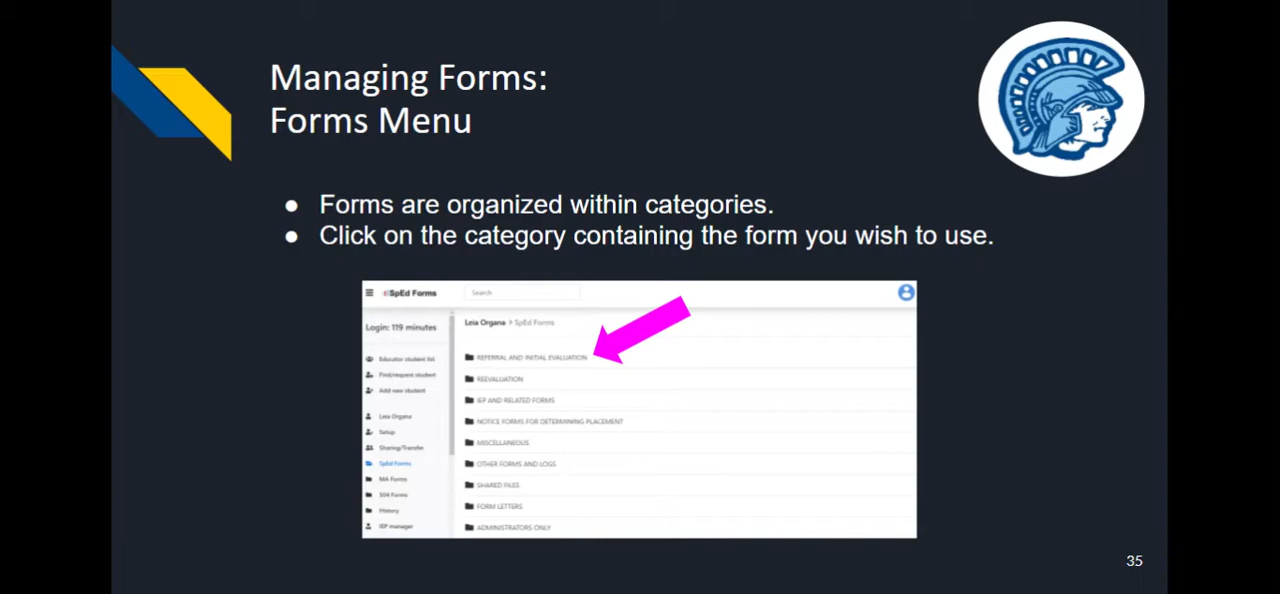 Managing Forms:
Forms Menu
● Forms are organized within categories.
● Click on the category containing the form you wish to use.
SpEd Forms
Search
Login: 119 minutes
Leia Organa > SpEd Forms
Educator student list
Find/request student
Add new student
Leia Organa
Setup
Sharing/Transfer
SpEd Forms
MA Forms
504 Forms
History
IEP manager
REFERRAL AND INITIAL EVALUATION
REEVALUATION
IEP AND RELATED FORMS
NOTICE FORMS FOR DETERMINING PLACEMENT
MISCELLANEOUS
OTHER FORMS AND LOGS
SHARED FILES
FORM LETTERS
ADMINISTRATORS ONLY
35